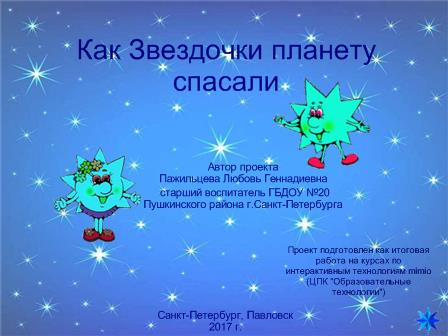 Как Звездочки планету
спасали
Автор проекта
Пажильцева Любовь Геннадиевна
старший воспитатель ГБДОУ №20
Пушкинского района г.Санкт-Петербурга
Проект подготовлен как итоговая
работа на курсах по
интерактивным технологиям mimio
(ЦПК "Образовательные
технологии")
Санкт-Петербург, Павловск
2017 г.